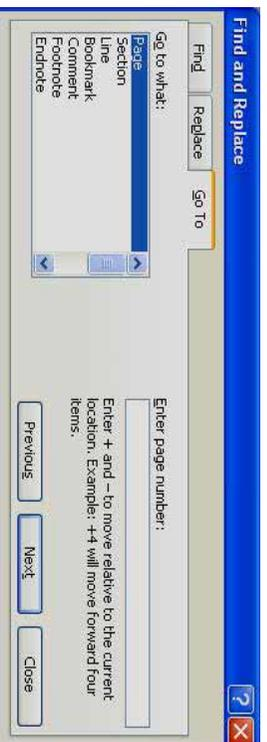 Find and Replace
Find Replace Go To
Go to what:
Page
Section
Line
Bookmark
Comment
Footnote
Endnote
Enter page number:
Enter + and – to move relative to the current
location. Example: +4 will move forward four
items.
Previous Next Close